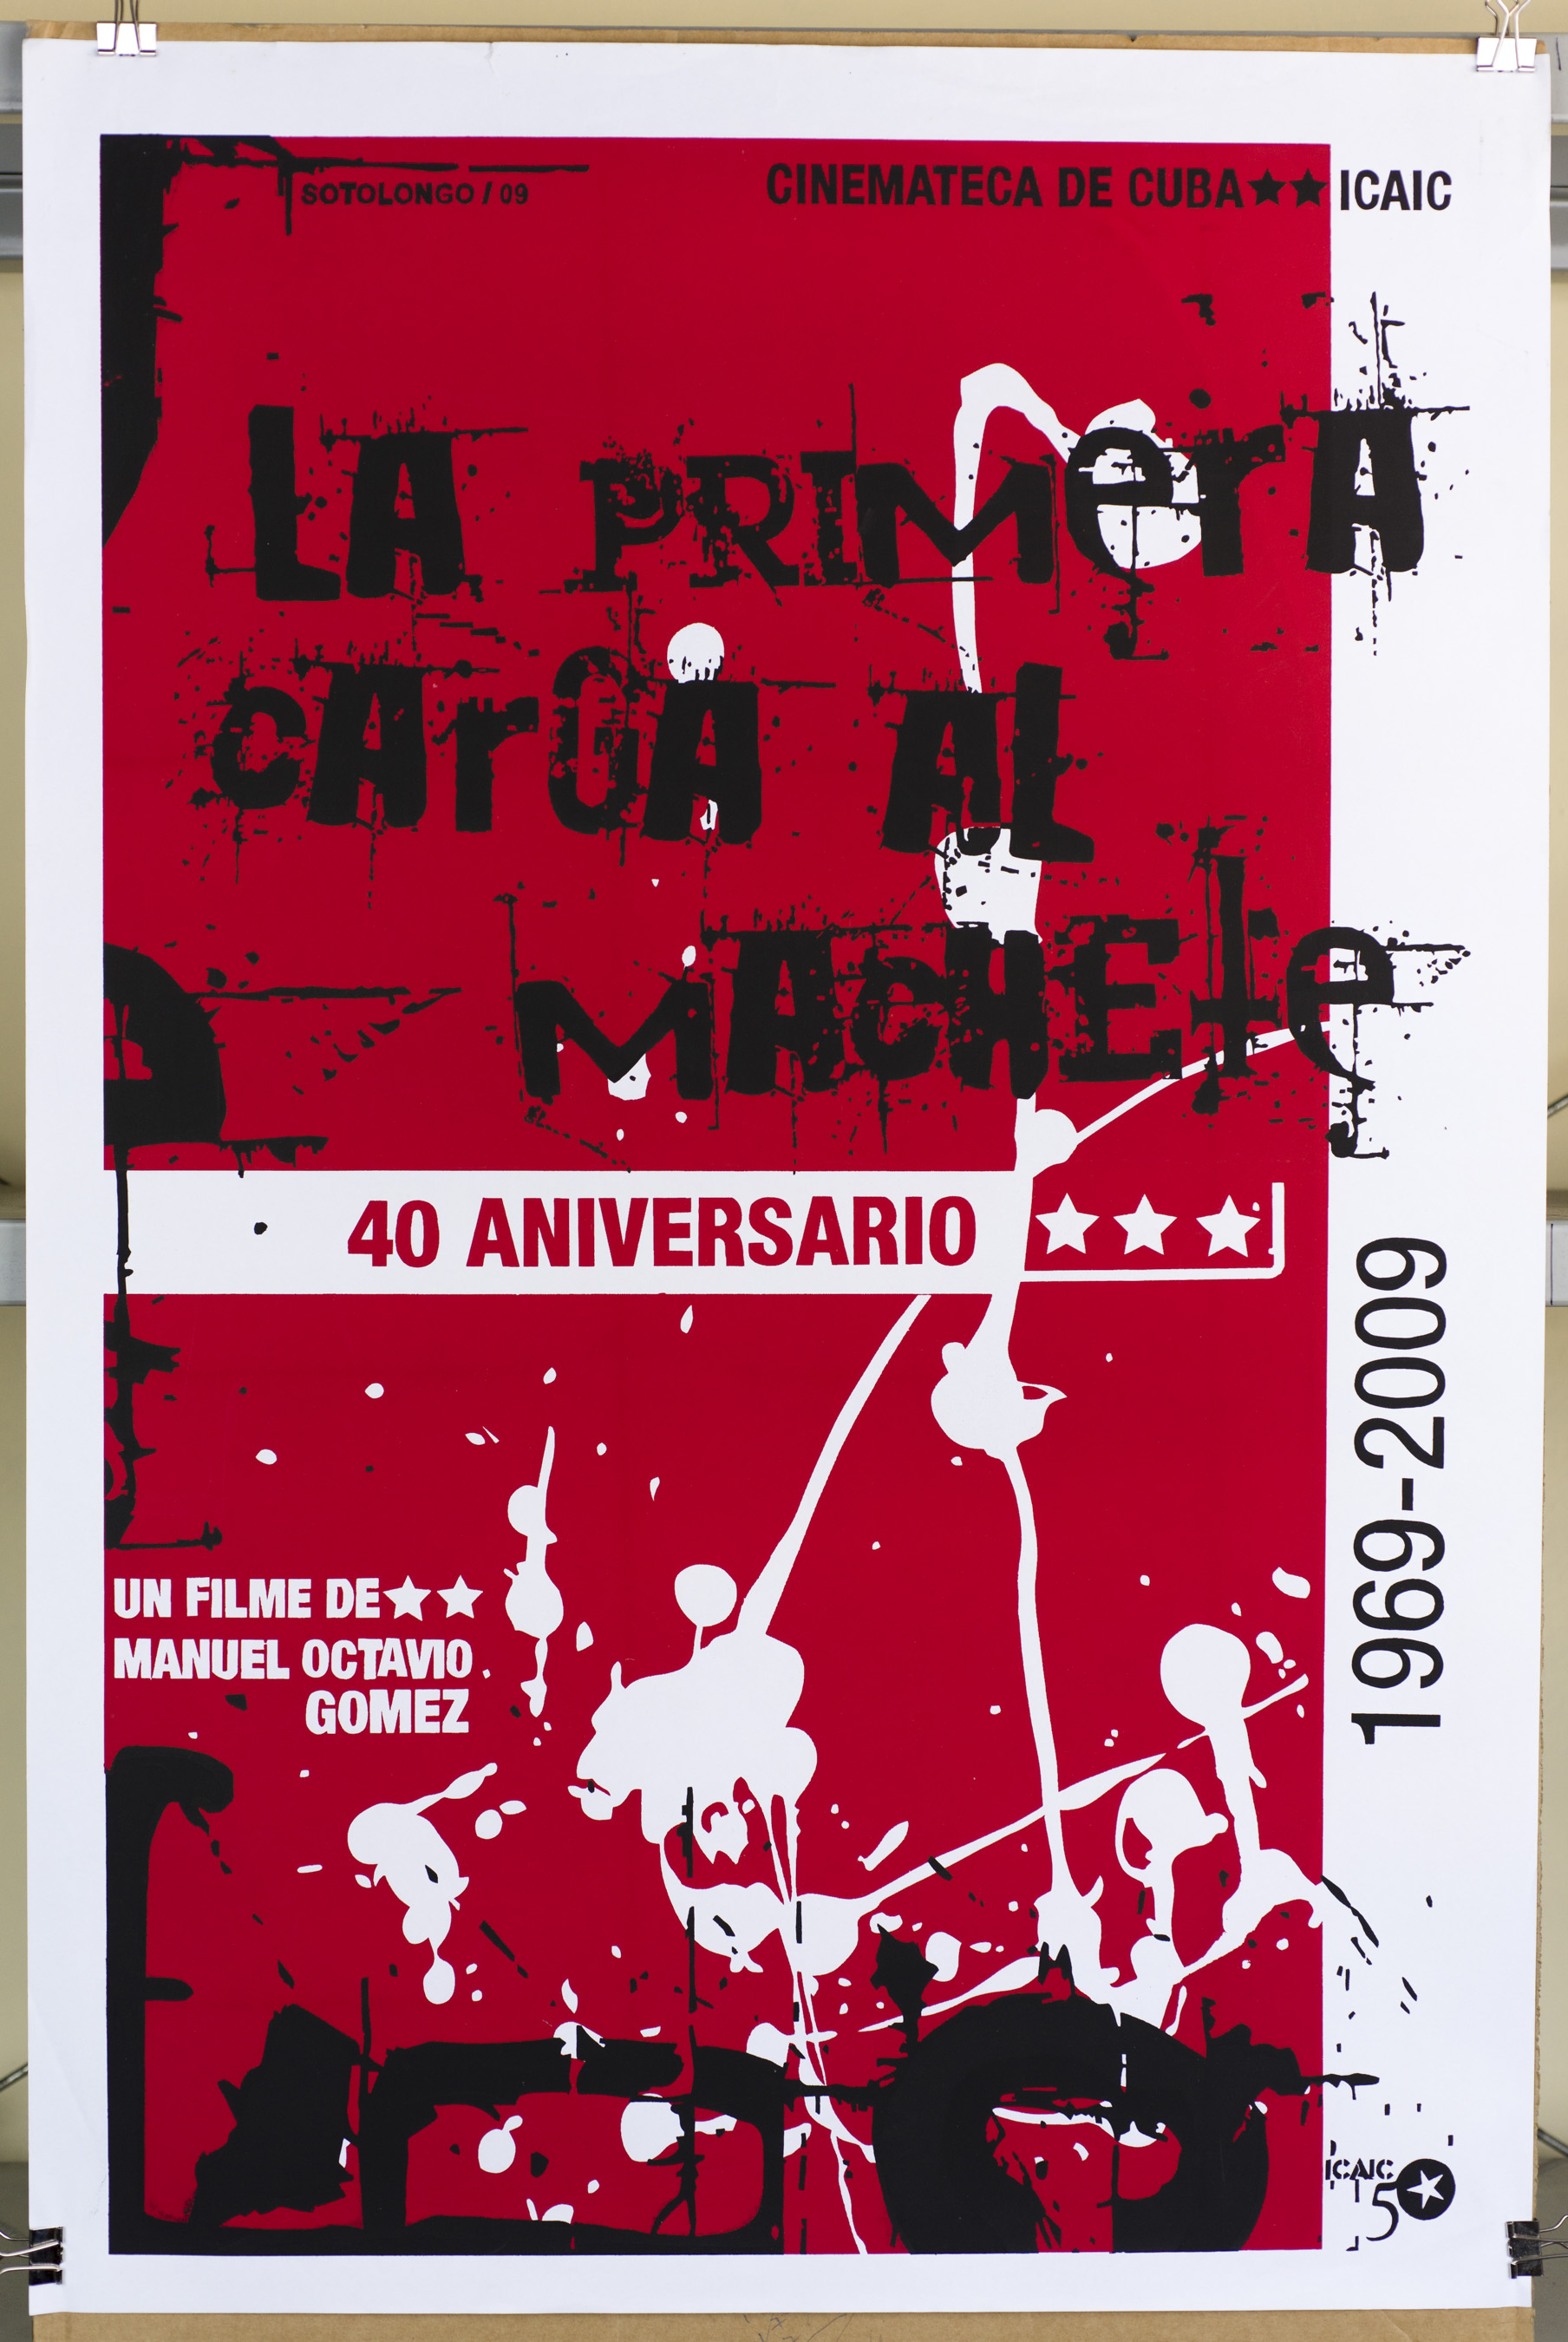 SOTOLONGO / 09
CINEMATECA DE CUBA★★ICAIC
LA PRIMerA
cArGA AL
MAcHEte
40 ANIVERSARIO ★★★
1969-2009
UN FILME DE★★
MANUEL OCTAVIO
GOMEZ
ICAIC
50